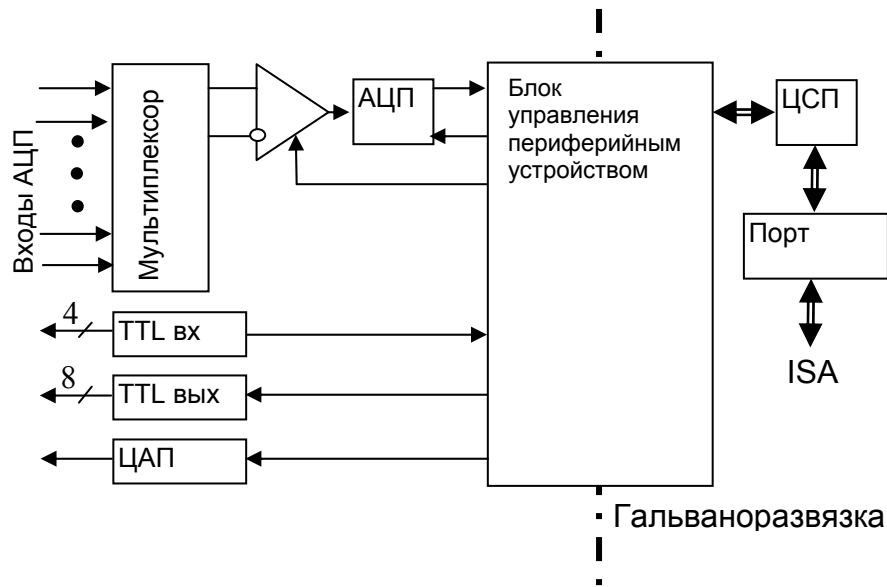 Входы АЦП
Мультиплексор
АЦП
Блок
управления
периферийным
устройством
ЦСП
Порт
ISA
4
TTL вх
8
TTL вых
ЦАП
Гальваноразвязка